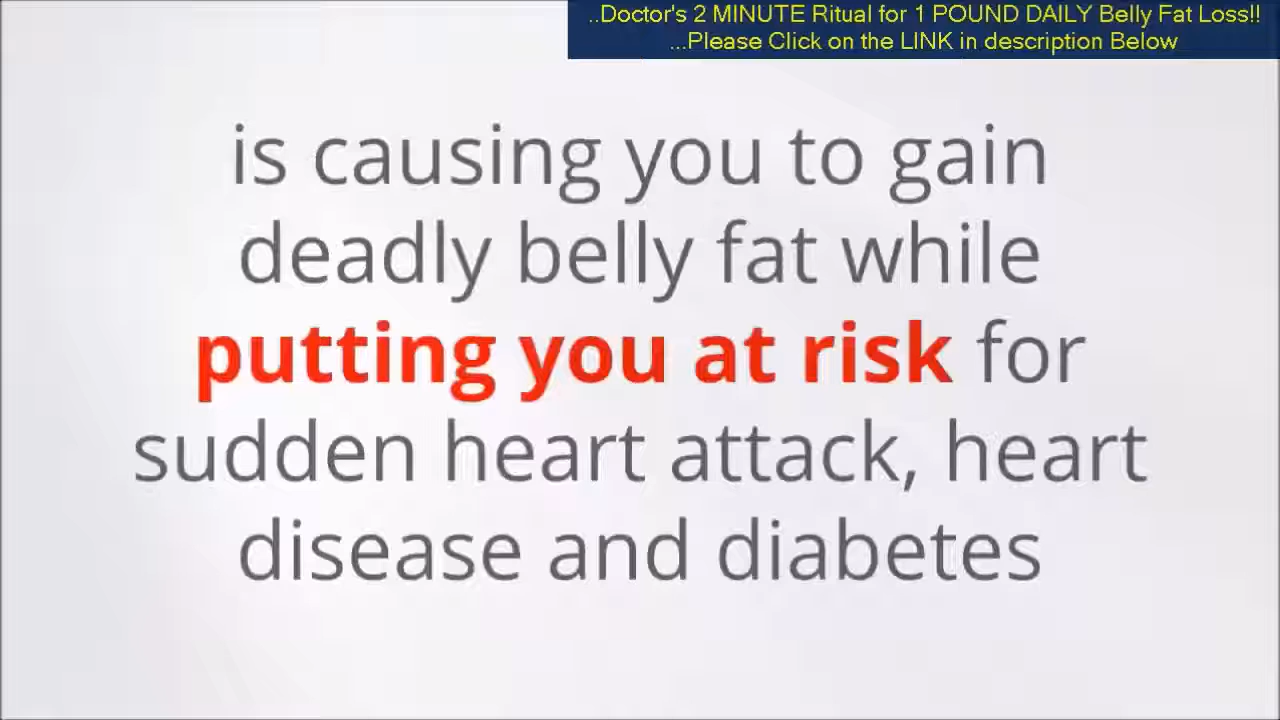 ..Doctor's 2 MINUTE Ritual for 1 POUND DAILY Belly Fat Loss!!
...Please Click on the LINK in description Below
is causing you to gain
deadly belly fat while
putting you at risk for
sudden heart attack, heart
disease and diabetes